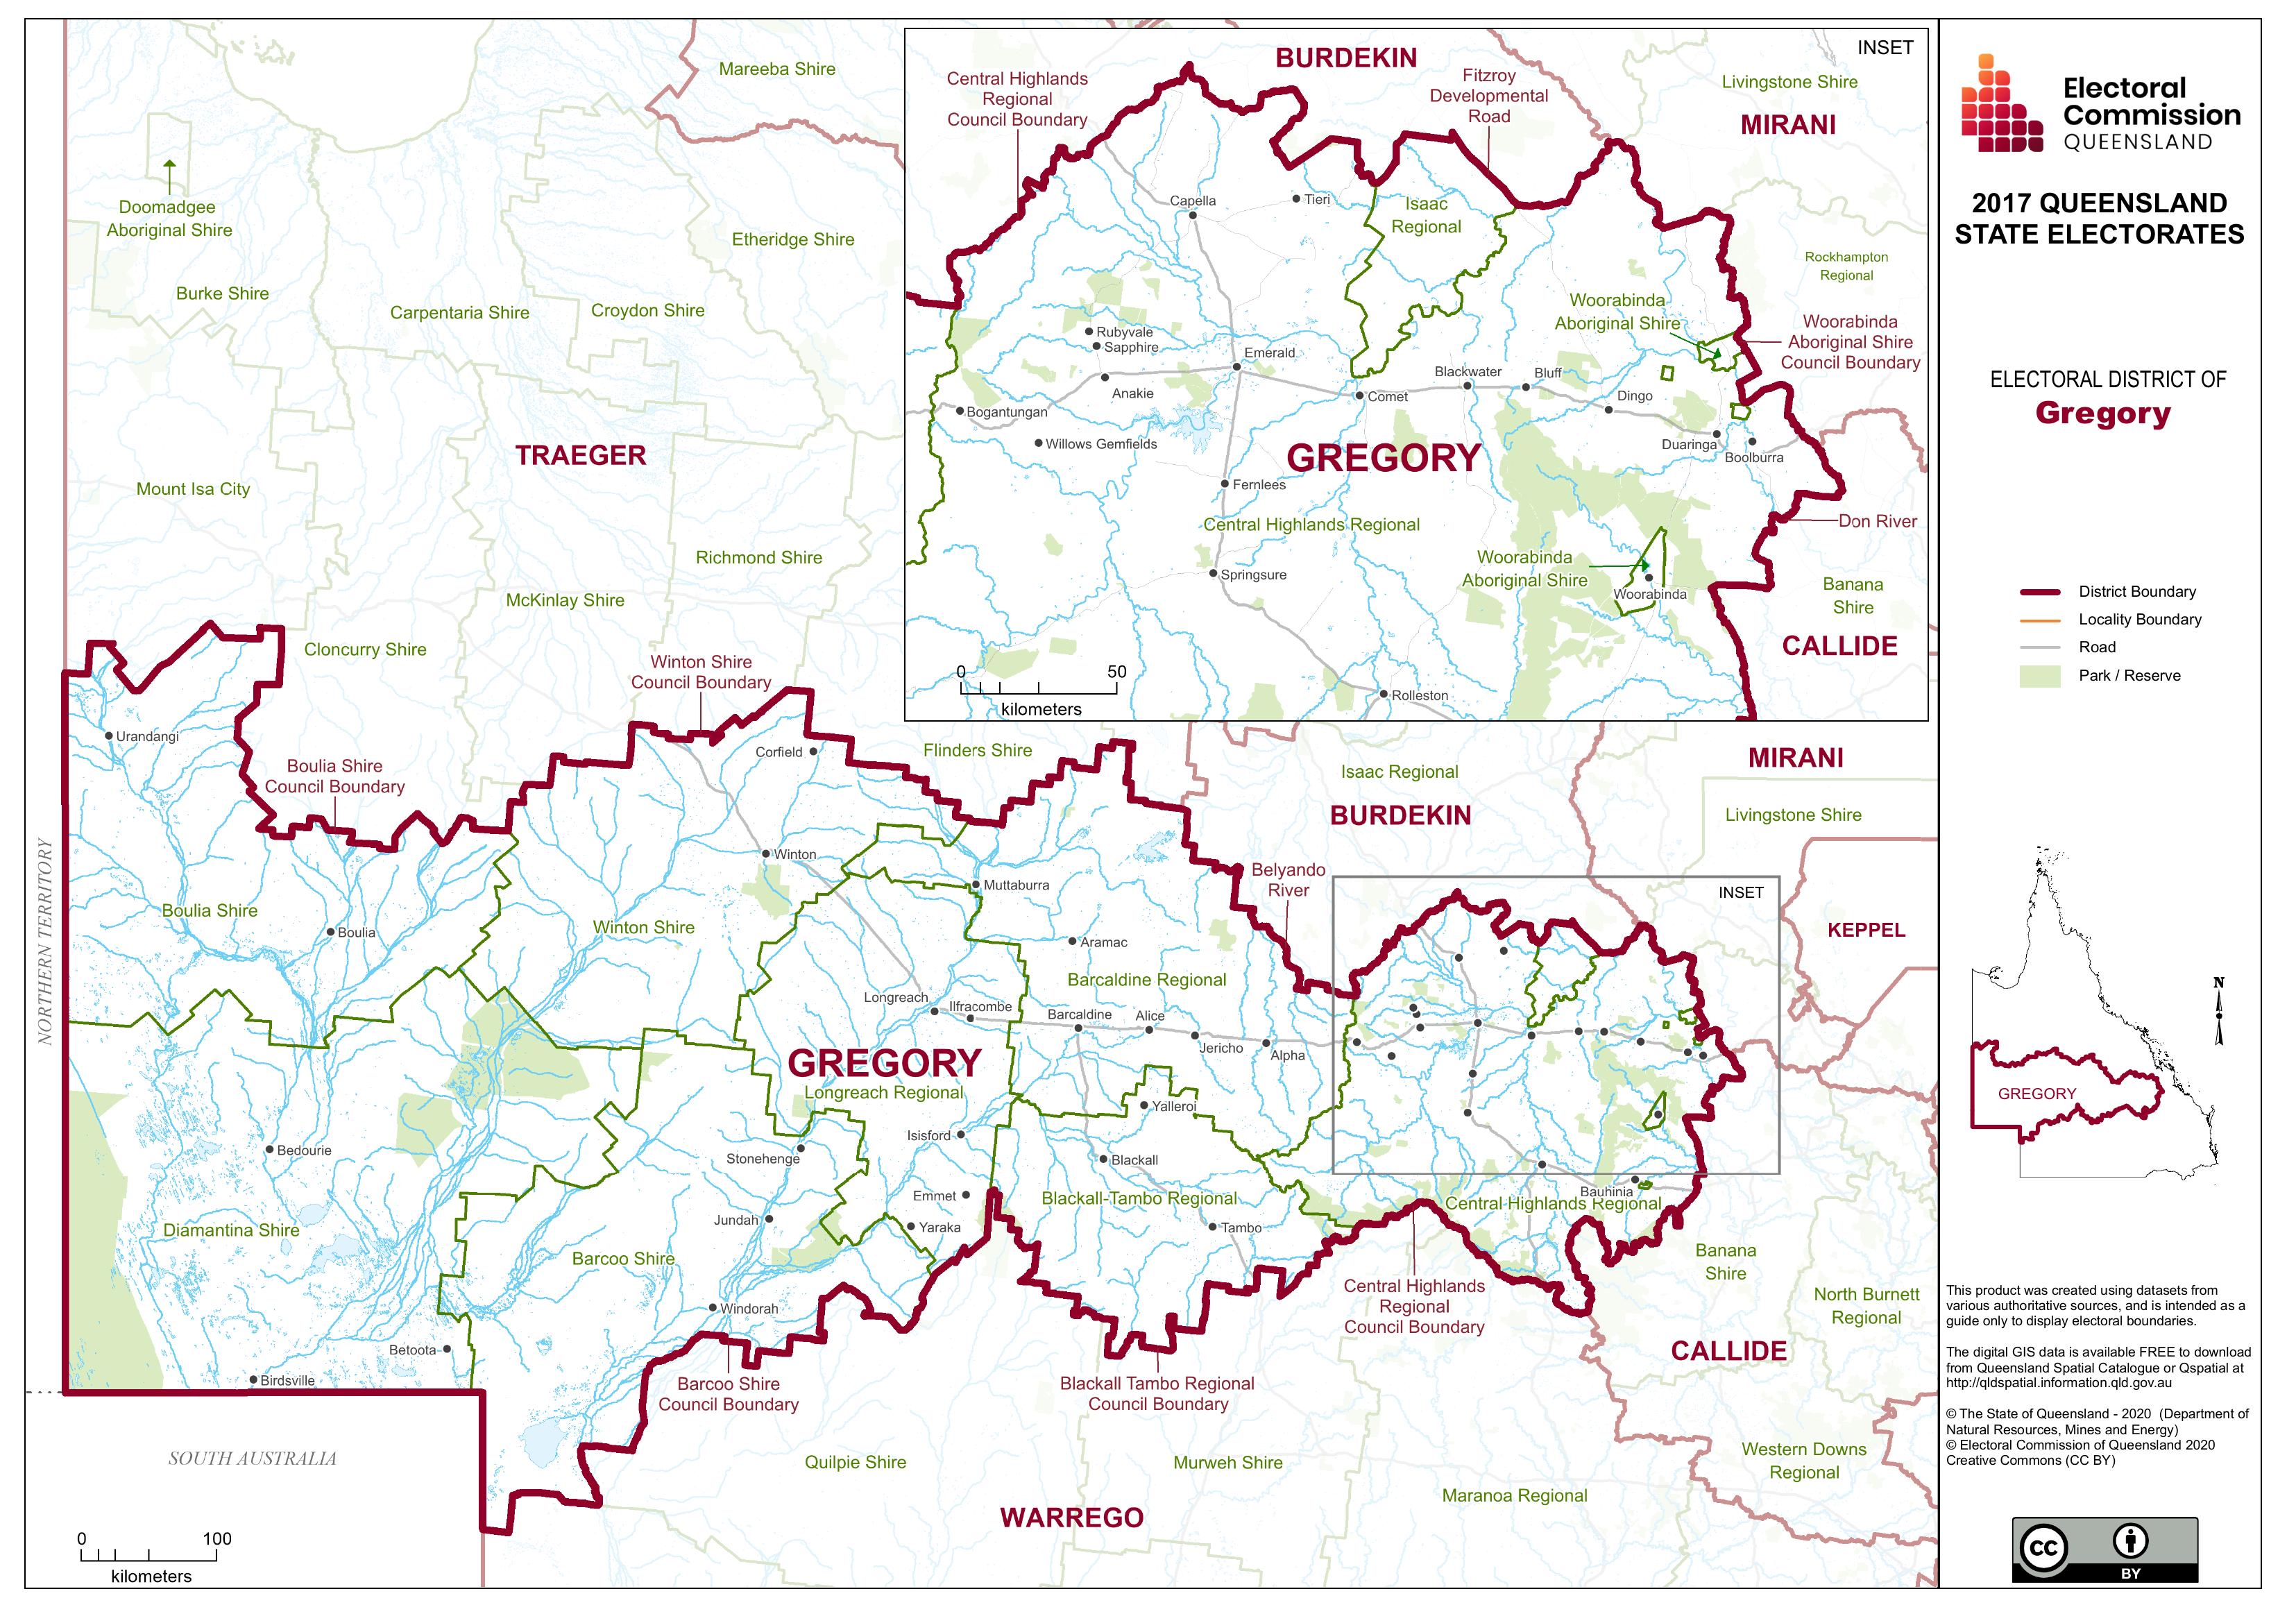 Mareeba Shire
Doomadgee
Aboriginal Shire
Etheridge Shire
Burke Shire
Carpentaria Shire
Croydon Shire
TRAEGER
Mount Isa City
Richmond Shire
McKinlay Shire
Cloncurry Shire
Winton Shire
Council Boundary
Boulia Shire
Council Boundary
INSET
BURDEKIN
Central Highlands
Regional
Council Boundary
Fitzroy
Developmental
Road
Livingstone Shire
MIRANI
Capella
Tieri
Isaac
Regional
Rockhampton
Regional
Woorabinda
Aboriginal Shire
Woorabinda
Aboriginal Shire
Council Boundary
Rubyvale
Sapphire
Emerald
Anakie
Blackwater
Bluff
Comet
Dingo
Bogantungan
Willows Gemfields
Duaringa
Boolburra
GREGORY
Fernlees
Central Highlands Regional
Don River
Woorabinda
Aboriginal Shire
Springsure
Woorabinda
Banana
Shire
CALLIDE
Rolleston
0 50
kilometers
Urandangi
Corfield
Flinders Shire
Isaac Regional
MIRANI
BURDEKIN
Livingstone Shire
Winton
Muttaburra
Belyando
River
INSET
KEPPEL
Boulia Shire
Boulia
Winton Shire
Aramac
Barcaldine Regional
Longreach
Ilfracombe
Barcaldine
Alice
Jericho
Alpha
GREGORY
Longreach Regional
Yalleroi
Isisford
Bedourie
Stonehenge
Blackall
Emmet
Blackall-Tambo Regional
Bauhinia
Central Highlands Regional
Jundah
Yaraka
Tambo
Diamantina Shire
Barcoo Shire
Banana
Shire
North Burnett
Regional
Central Highlands
Regional
Council Boundary
Windorah
Betoota
Birdsville
CALLIDE
Barcoo Shire
Council Boundary
Blackall Tambo Regional
Council Boundary
NORTHERN TERRITORY
SOUTH AUSTRALIA
Quilpie Shire
Murweh Shire
Western Downs
Regional
Maranoa Regional
WARREGO
0 100
kilometers
Electoral
Commission
QUEENSLAND
2017 QUEENSLAND
STATE ELECTORATES
ELECTORAL DISTRICT OF
Gregory
District Boundary
Locality Boundary
Road
Park / Reserve
N
GREGORY
This product was created using datasets from
various authoritative sources, and is intended as a
guide only to display electoral boundaries.
The digital GIS data is available FREE to download
from Queensland Spatial Catalogue or Qspatial at
http://qldspatial.information.qld.gov.au
© The State of Queensland - 2020 (Department of
Natural Resources, Mines and Energy)
© Electoral Commission of Queensland 2020
Creative Commons (CC BY)
CC
BY